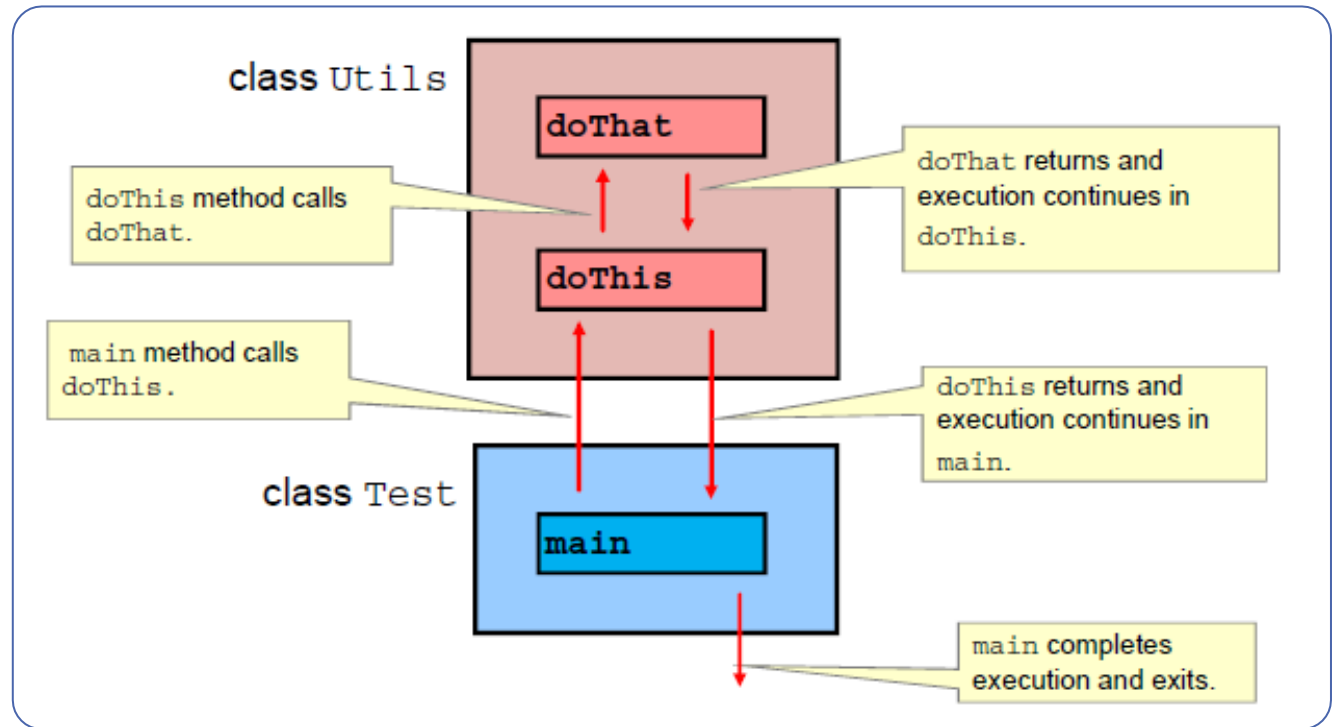 class Utils
doThat
doThis method calls
doThat.
doThat returns and
execution continues in
doThis.
doThis
main method calls
doThis.
doThis returns and
execution continues in
main.
class Test
main
main completes
execution and exits.